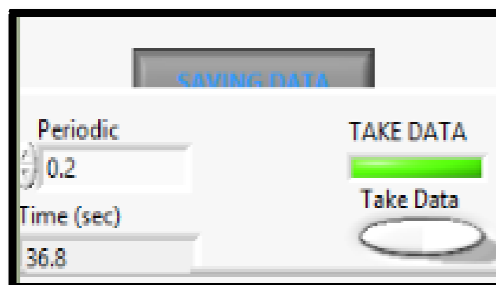 SAVING DATA
Periodic
TAKE DATA
0.2
Take Data
Time (sec)
36.8